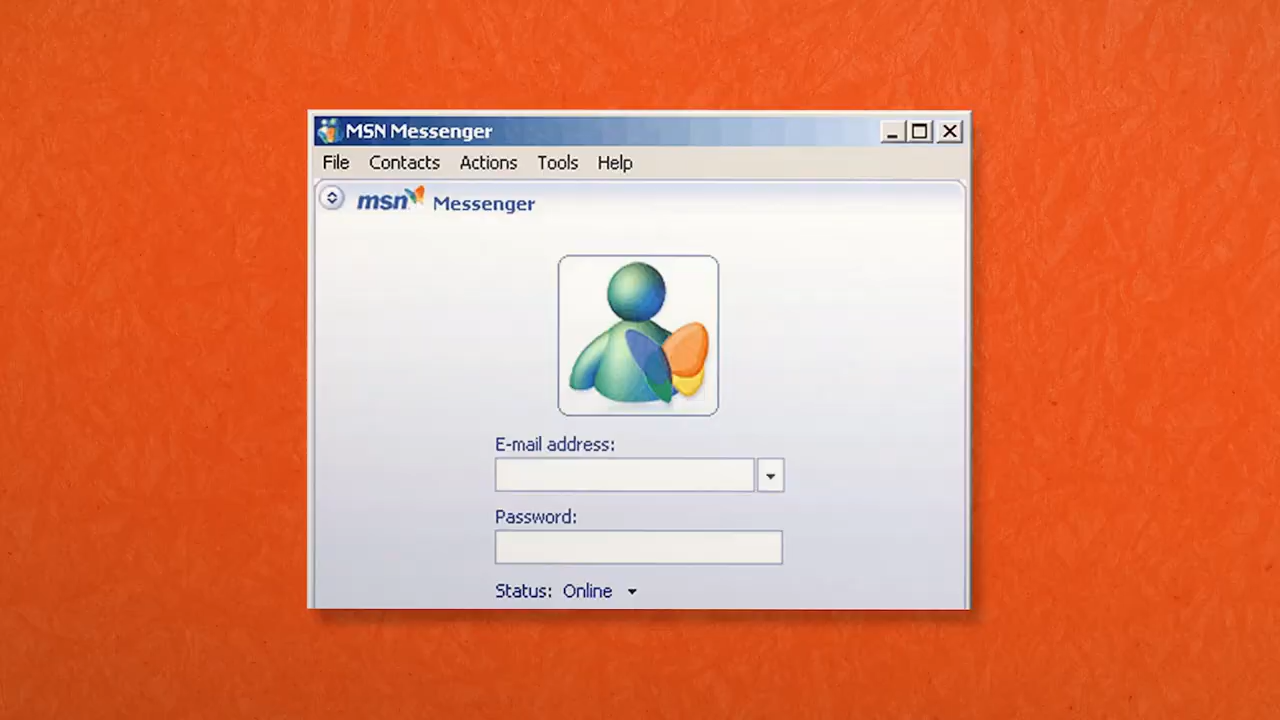 MSN Messenger
File Contacts Actions Tools Help
msn Messenger
E-mail address:
Password:
Status: Online